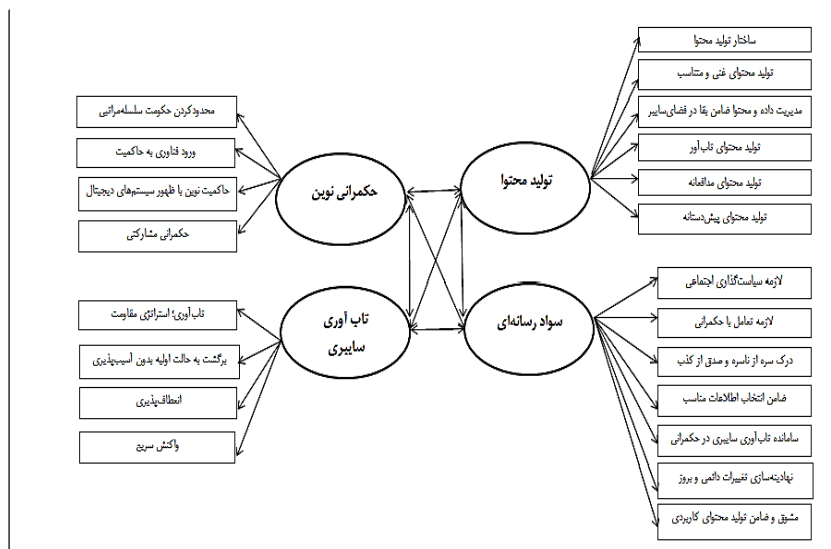 ساختار تولید محتوا
تولید محتوای غنی و متناسب
مدیریت داده و محتوا ضامن بقا در فضای‌سایبر
تولید محتوای تاب‌آور
تولید محتوای مدافعانه
تولید محتوای پیش‌دستانه
تولید محتوا
حکمرانی نوین
محدودکردن حکومت سلسله‌مراتبی
ورود فناوری به حاکمیت
حاکمیت نوین با ظهور سیستم‌های دیجیتال
حکمرانی مشارکتی
سواد رسانه‌ای
لازمه سیاست‌گذاری اجتماعی
لازمه تعامل با حکمرانی
درک سره از ناسره و صدق از کذب
ضامن انتخاب اطلاعات مناسب
سامانده تاب‌آوری سایبری در حکمرانی
نهادینه‌سازی تغییرات دائمی و بروز
مشوق و ضامن تولید محتوای کاربردی
تاب آوری
سایبری
تاب‌آوری؛ استراتژی مقاومت
برگشت به حالت اولیه بدون آسیب‌پذیری
انعطاف‌پذیری
واکنش سریع